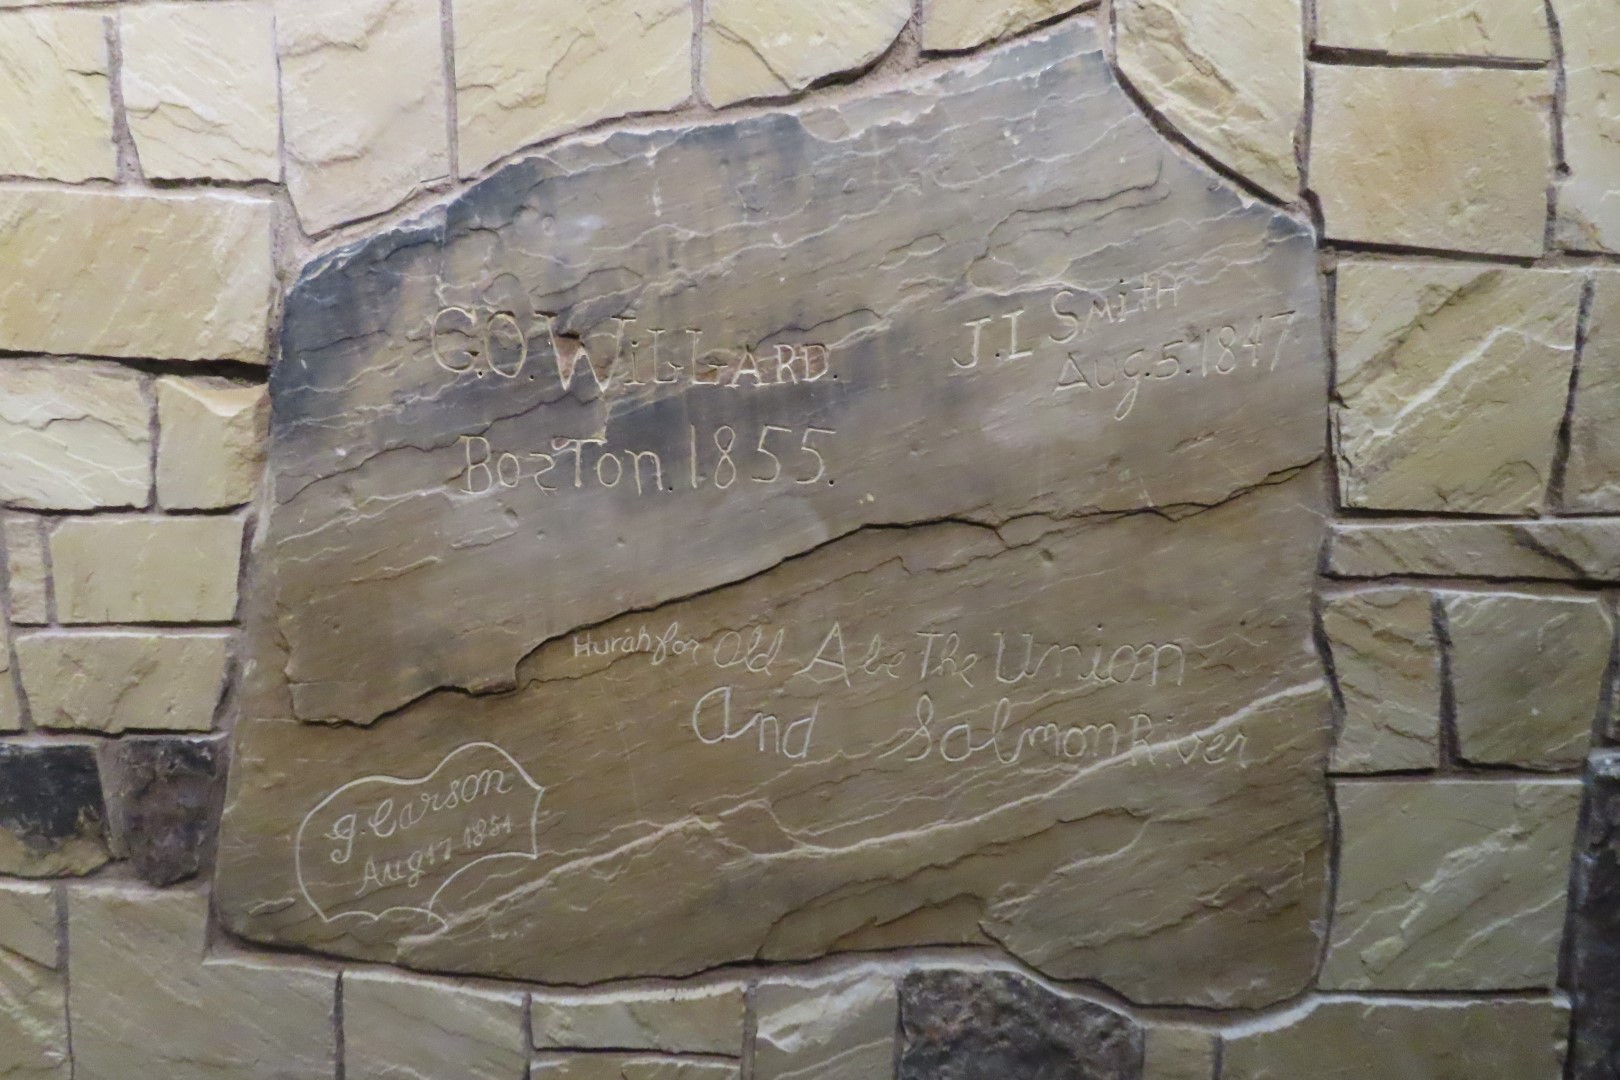 G.O. WiLLARD.
BosTon. 1855.
J.I Smith
Aug. 5. 1847
Hurah for Old Abe The Union
And Salmon River
J. Carson
Aug 17 1851